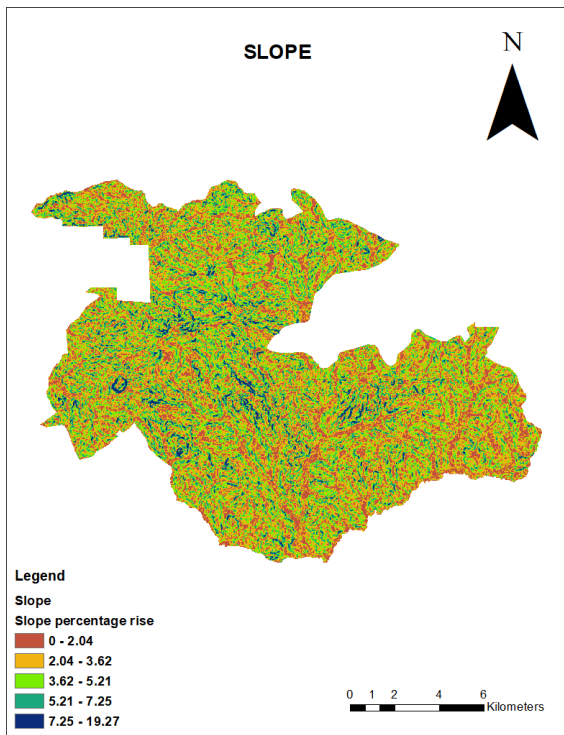 SLOPE
N
Legend
Slope
Slope percentage rise
0 - 2.04
2.04 - 3.62
3.62 - 5.21
5.21 - 7.25
7.25 - 19.27
0 1 2 4 6
Kilometers